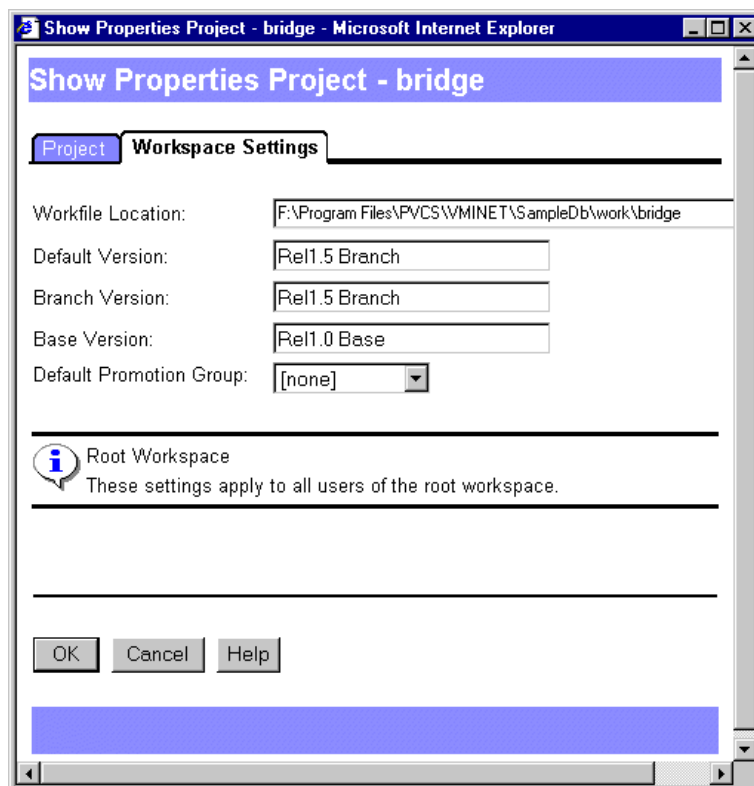 Show Properties Project - bridge - Microsoft Internet Explorer
Show Properties Project - bridge
Project Workspace Settings
Workfile Location: F:\Program Files\PVCS\VMINET\SampleDb\work\bridge
Default Version: Rel1.5 Branch
Branch Version: Rel1.5 Branch
Base Version: Rel1.0 Base
Default Promotion Group: [none]
Root Workspace
These settings apply to all users of the root workspace.
OK Cancel Help